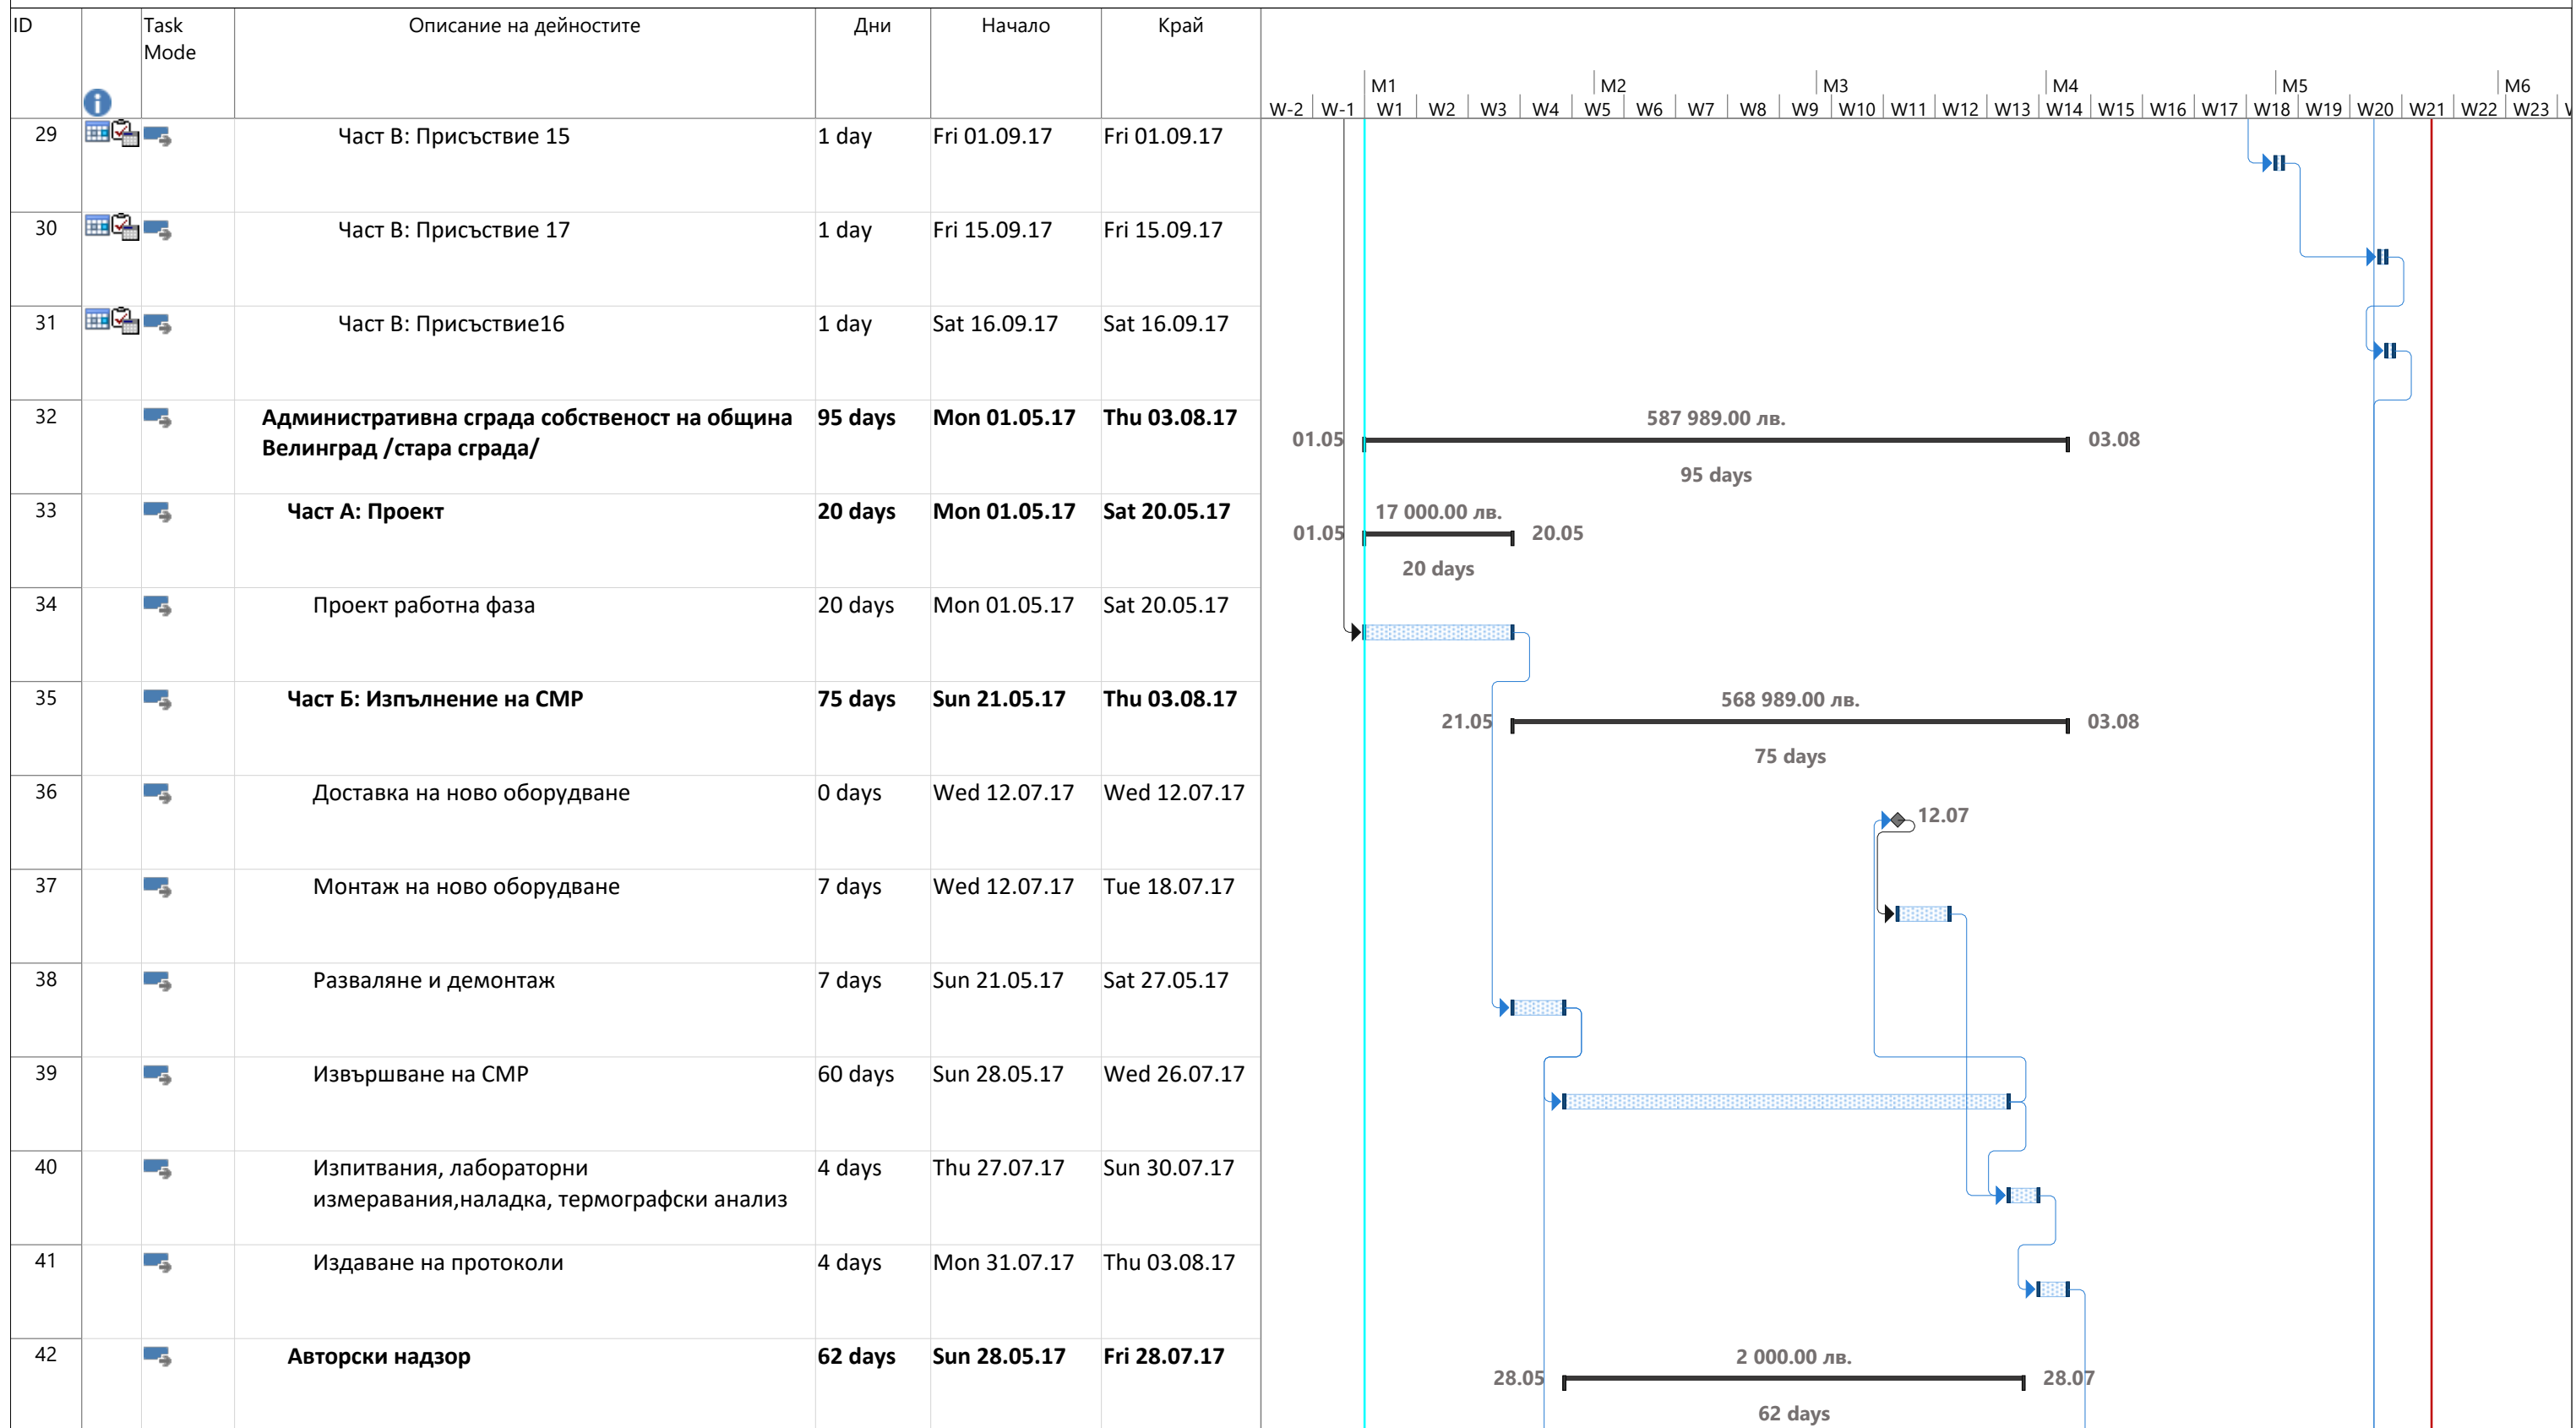 ID
Task
Mode
Описание на дейностите
Дни
Начало
Край
M1 M2 M3 M4 M5 M6
W-2 W-1 W1 W2 W3 W4 W5 W6 W7 W8 W9 W10 W11 W12 W13 W14 W15 W16 W17 W18 W19 W20 W21 W22 W23
29 Част В: Присъствие 15 1 day Fri 01.09.17 Fri 01.09.17
30 Част В: Присъствие 17 1 day Fri 15.09.17 Fri 15.09.17
31 Част В: Присъствие16 1 day Sat 16.09.17 Sat 16.09.17
32 Административна сграда собственост на община 95 days Mon 01.05.17 Thu 03.08.17 587 989.00 лв.
Велинград /стара сграда/ 01.05 03.08
95 days
33 Част А: Проект 20 days Mon 01.05.17 Sat 20.05.17 17 000.00 лв.
01.05 20.05
20 days
34 Проект работна фаза 20 days Mon 01.05.17 Sat 20.05.17
35 Част Б: Изпълнение на СМР 75 days Sun 21.05.17 Thu 03.08.17 568 989.00 лв.
21.05 03.08
75 days
36 Доставка на ново оборудване 0 days Wed 12.07.17 Wed 12.07.17
12.07
37 Монтаж на ново оборудване 7 days Wed 12.07.17 Tue 18.07.17
38 Разваляне и демонтаж 7 days Sun 21.05.17 Sat 27.05.17
39 Извършване на СМР 60 days Sun 28.05.17 Wed 26.07.17
40 Изпитвания, лабораторни 4 days Thu 27.07.17 Sun 30.07.17
измеравания,наладка, термографски анализ
41 Издаване на протоколи 4 days Mon 31.07.17 Thu 03.08.17
42 Авторски надзор 62 days Sun 28.05.17 Fri 28.07.17 2 000.00 лв.
28.05 28.07
62 days